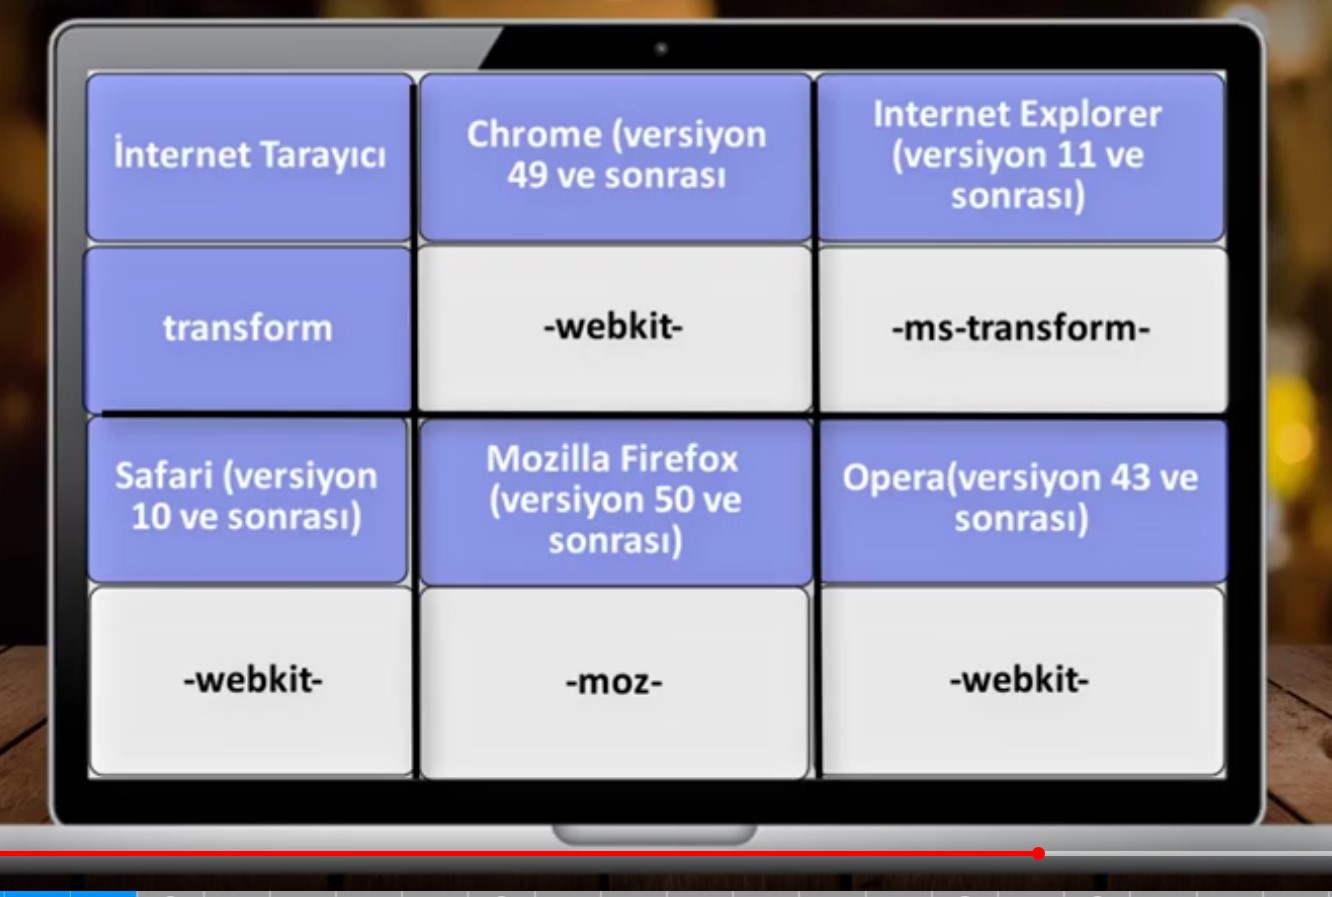 İnternet Tarayıcı
Chrome (versiyon
49 ve sonrası
Internet Explorer
(versiyon 11 ve
sonrası)
transform
-webkit-
-ms-transform-
Safari (versiyon
10 ve sonrası)
Mozilla Firefox
(versiyon 50 ve
sonrası)
Opera(versiyon 43 ve
sonrası)
-webkit-
-moz-
-webkit-